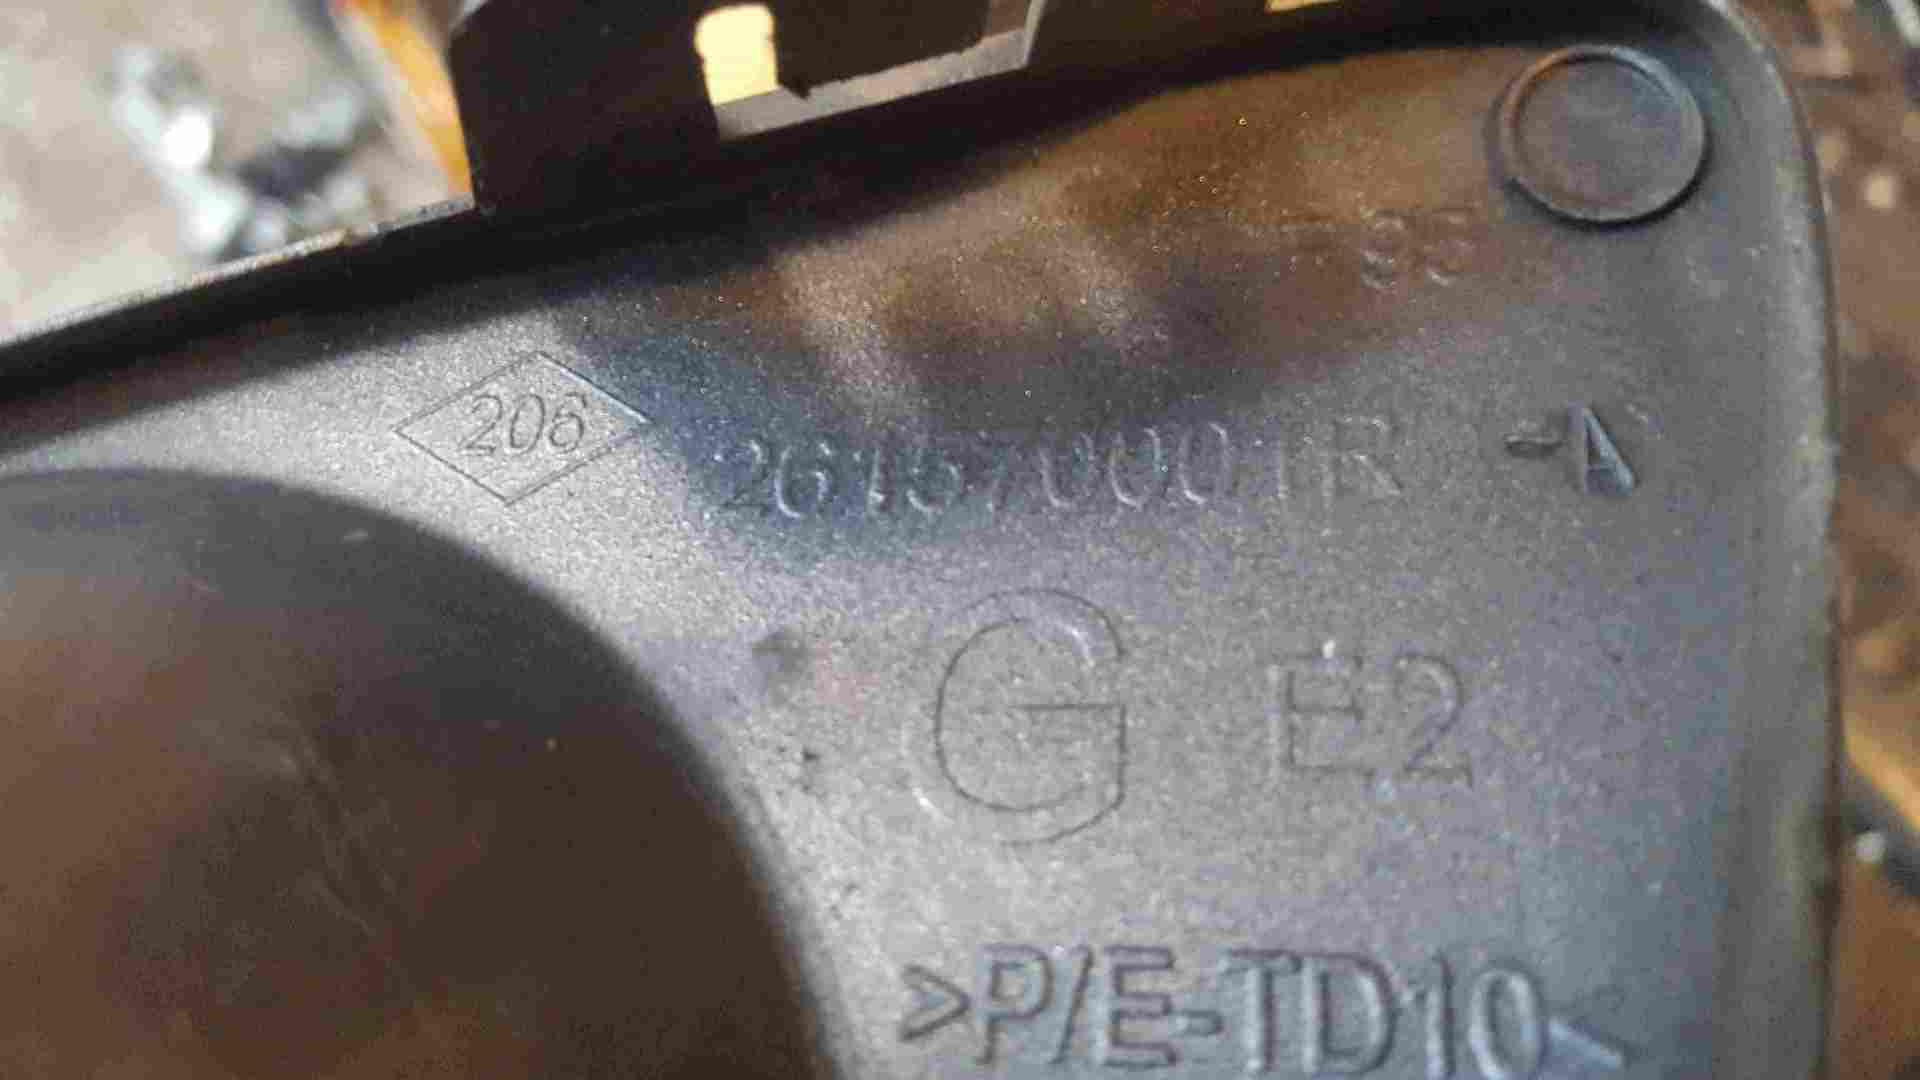 95
206
261570001R -A
G E2
>P/E-TD10<